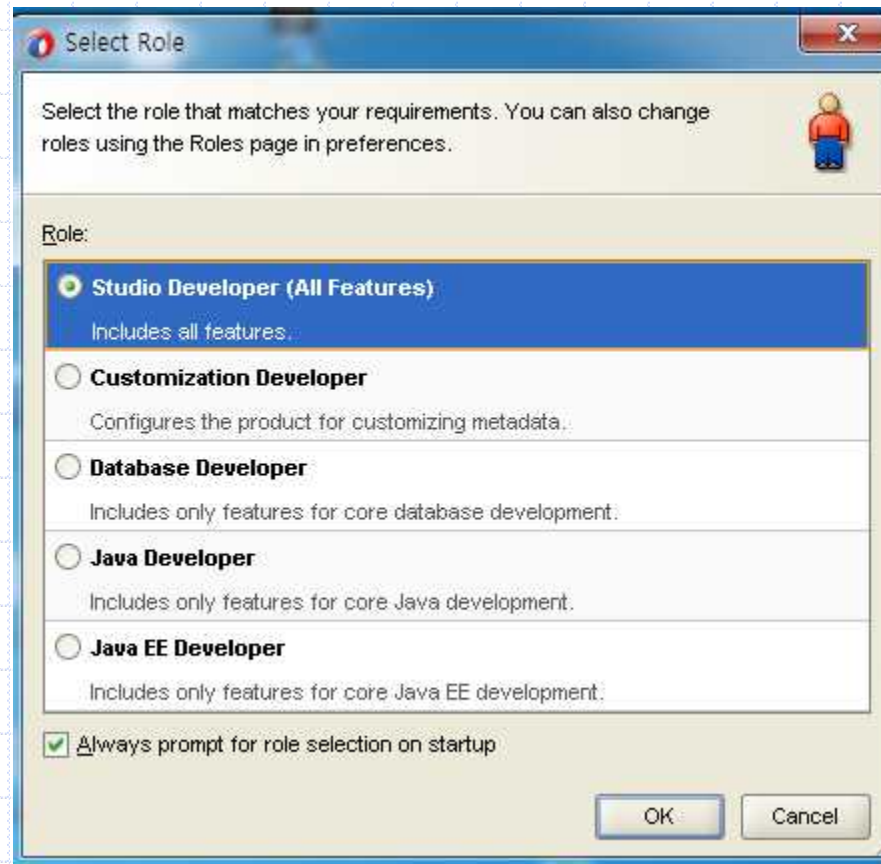 Select Role
Select the role that matches your requirements. You can also change
roles using the Roles page in preferences.
Role:
Studio Developer (All Features)
Includes all features.
Customization Developer
Configures the product for customizing metadata.
Database Developer
Includes only features for core database development.
Java Developer
Includes only features for core Java development.
Java EE Developer
Includes only features for core Java EE development.
Always prompt for role selection on startup
OK
Cancel